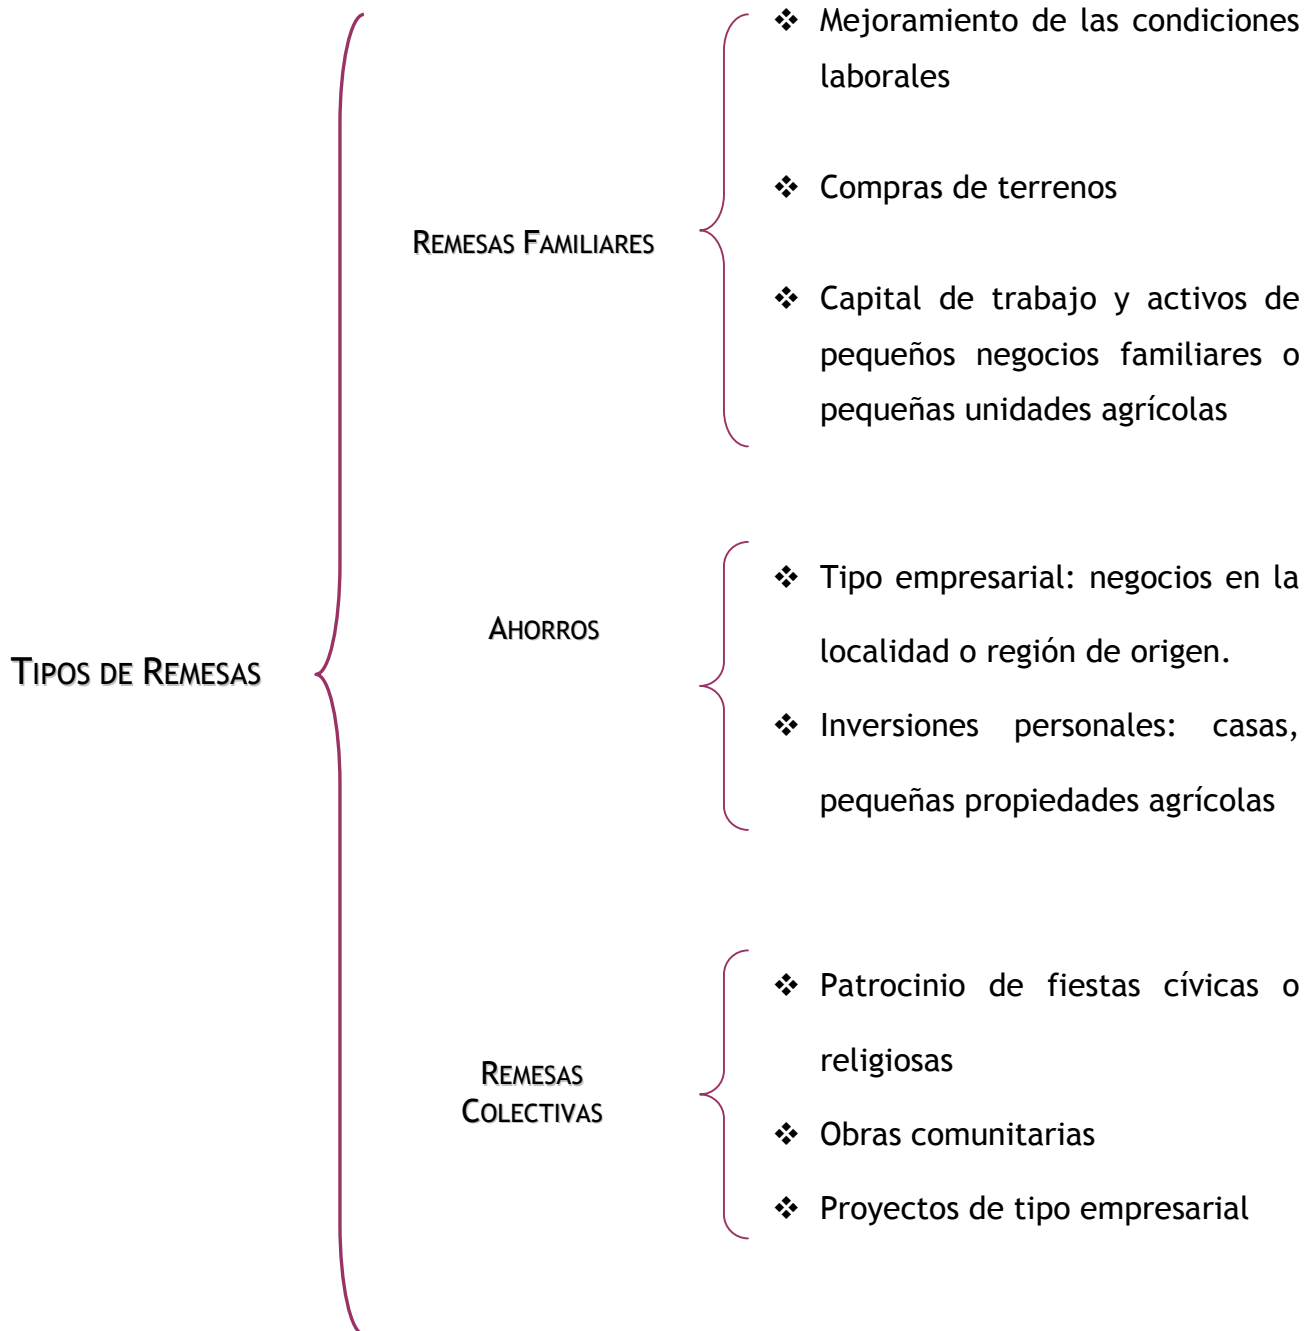 TIPOS DE REMESAS
REMESAS FAMILIARES
❖ Mejoramiento de las condiciones
laborales
❖ Compras de terrenos
❖ Capital de trabajo y activos de
pequeños negocios familiares o
pequeñas unidades agrícolas
AHORROS
❖ Tipo empresarial: negocios en la
localidad o región de origen.
❖ Inversiones personales: casas,
pequeñas propiedades agrícolas
REMESAS
COLECTIVAS
❖ Patrocinio de fiestas cívicas o
religiosas
❖ Obras comunitarias
❖ Proyectos de tipo empresarial